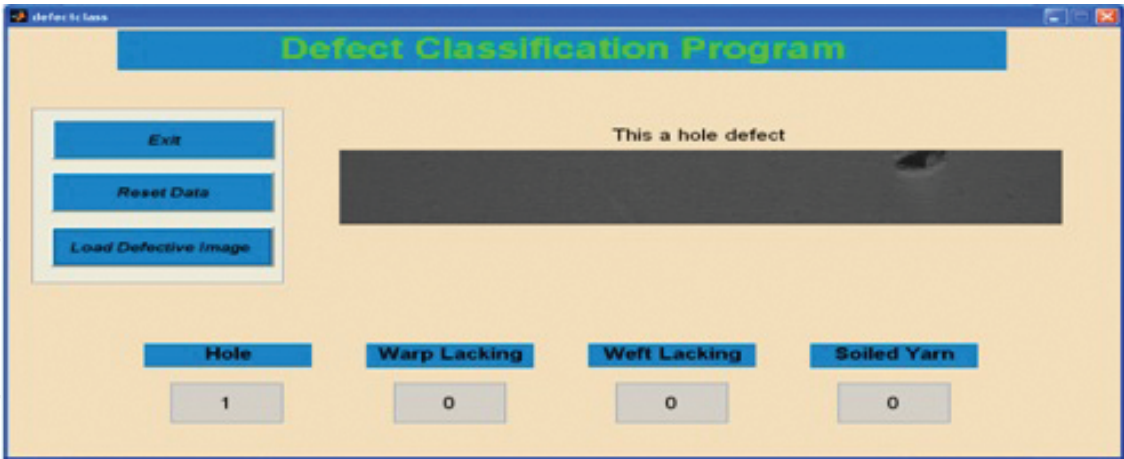 defectclass
Defect Classification Program
Exit
This a hole defect
Reset Data
Load Defective Image
Hole
Warp Lacking
Weft Lacking
Soiled Yarn
1
0
0
0